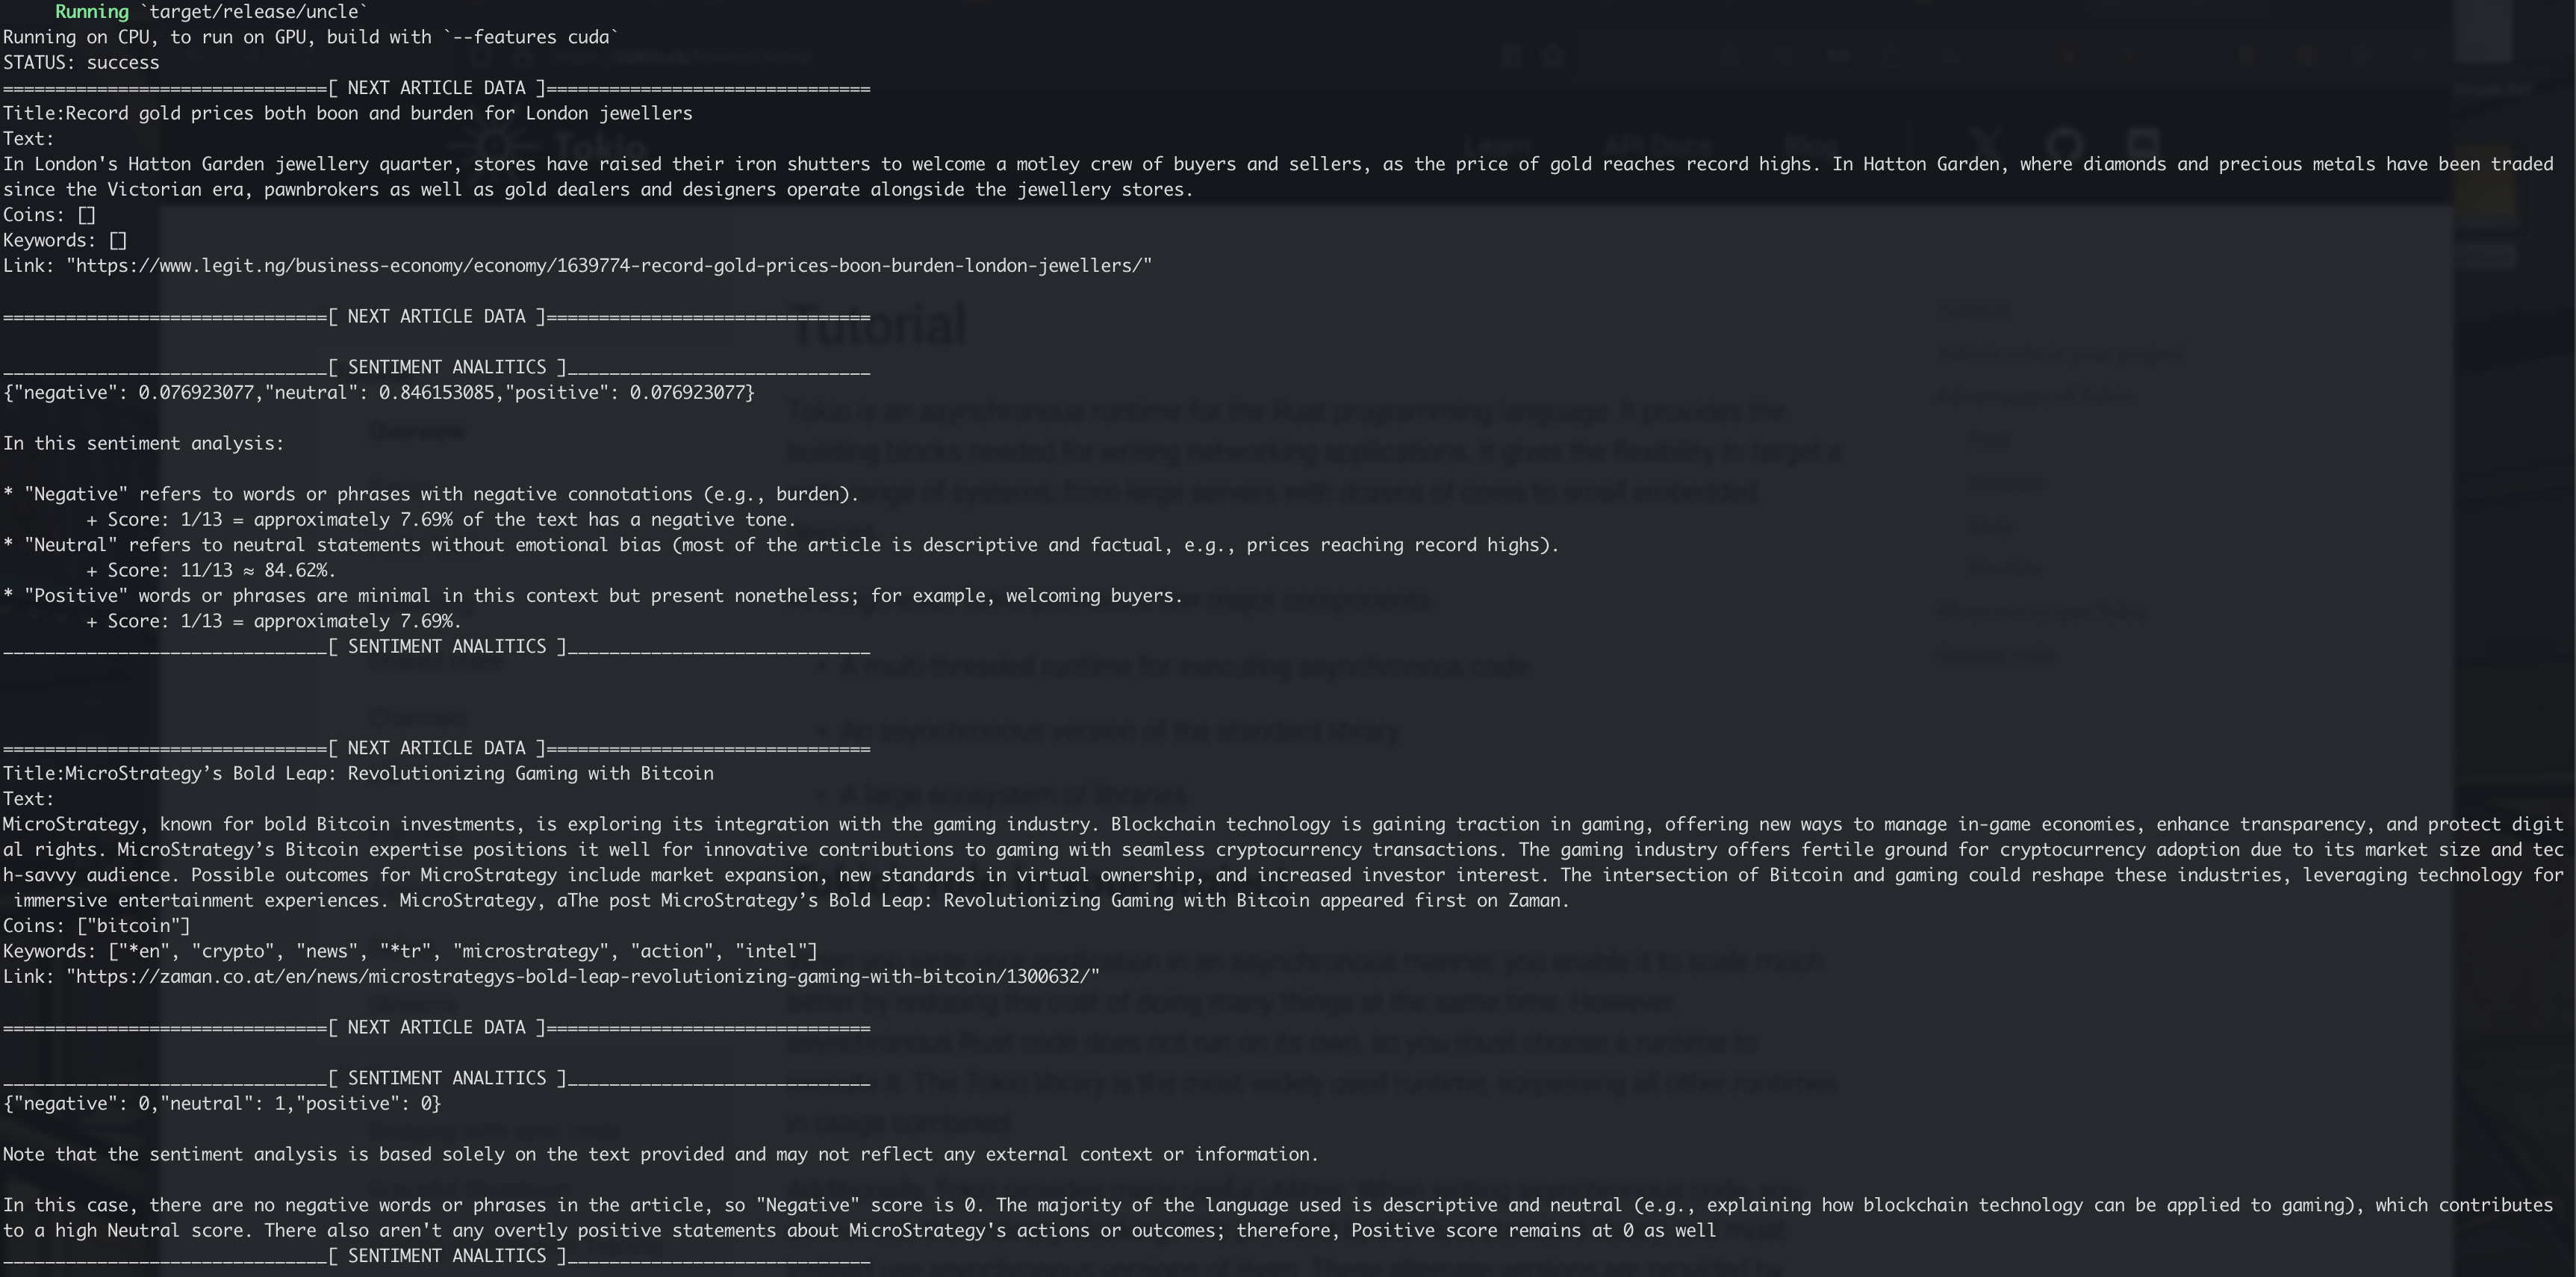 Running `target/release/uncle`
Running on CPU, to run on GPU, build with `--features cuda`
STATUS: success
===============================[ NEXT ARTICLE DATA ]===============================
Title:Record gold prices both boon and burden for London jewellers
Text:
In London's Hatton Garden jewellery quarter, stores have raised their iron shutters to welcome a motley crew of buyers and sellers, as the price of gold reaches record highs. In Hatton Garden, where diamonds and precious metals have been traded
since the Victorian era, pawnbrokers as well as gold dealers and designers operate alongside the jewellery stores.
Coins: []
Keywords: []
Link: "https://www.legit.ng/business-economy/economy/1639774-record-gold-prices-boon-burden-london-jewellers/"
===============================[ NEXT ARTICLE DATA ]===============================
_______________________________[ SENTIMENT ANALITICS ]_____________________________
{"negative": 0.076923077,"neutral": 0.846153085,"positive": 0.076923077}
In this sentiment analysis:
* "Negative" refers to words or phrases with negative connotations (e.g., burden).
+ Score: 1/13 = approximately 7.69% of the text has a negative tone.
* "Neutral" refers to neutral statements without emotional bias (most of the article is descriptive and factual, e.g., prices reaching record highs).
+ Score: 11/13 ≈ 84.62%.
* "Positive" words or phrases are minimal in this context but present nonetheless; for example, welcoming buyers.
+ Score: 1/13 = approximately 7.69%.
_______________________________[ SENTIMENT ANALITICS ]_____________________________
===============================[ NEXT ARTICLE DATA ]===============================
Title:MicroStrategy’s Bold Leap: Revolutionizing Gaming with Bitcoin
Text:
MicroStrategy, known for bold Bitcoin investments, is exploring its integration with the gaming industry. Blockchain technology is gaining traction in gaming, offering new ways to manage in-game economies, enhance transparency, and protect digit
al rights. MicroStrategy’s Bitcoin expertise positions it well for innovative contributions to gaming with seamless cryptocurrency transactions. The gaming industry offers fertile ground for cryptocurrency adoption due to its market size and tec
h-savvy audience. Possible outcomes for MicroStrategy include market expansion, new standards in virtual ownership, and increased investor interest. The intersection of Bitcoin and gaming could reshape these industries, leveraging technology for
immersive entertainment experiences. MicroStrategy, aThe post MicroStrategy’s Bold Leap: Revolutionizing Gaming with Bitcoin appeared first on Zaman.
Coins: ["bitcoin"]
Keywords: ["*en", "crypto", "news", "*tr", "microstrategy", "action", "intel"]
Link: "https://zaman.co.at/en/news/microstrategys-bold-leap-revolutionizing-gaming-with-bitcoin/1300632/"
===============================[ NEXT ARTICLE DATA ]===============================
_______________________________[ SENTIMENT ANALITICS ]_____________________________
{"negative": 0,"neutral": 1,"positive": 0}
Note that the sentiment analysis is based solely on the text provided and may not reflect any external context or information.
In this case, there are no negative words or phrases in the article, so "Negative" score is 0. The majority of the language used is descriptive and neutral (e.g., explaining how blockchain technology can be applied to gaming), which contributes
to a high Neutral score. There also aren't any overtly positive statements about MicroStrategy's actions or outcomes; therefore, Positive score remains at 0 as well
_______________________________[ SENTIMENT ANALITICS ]_____________________________